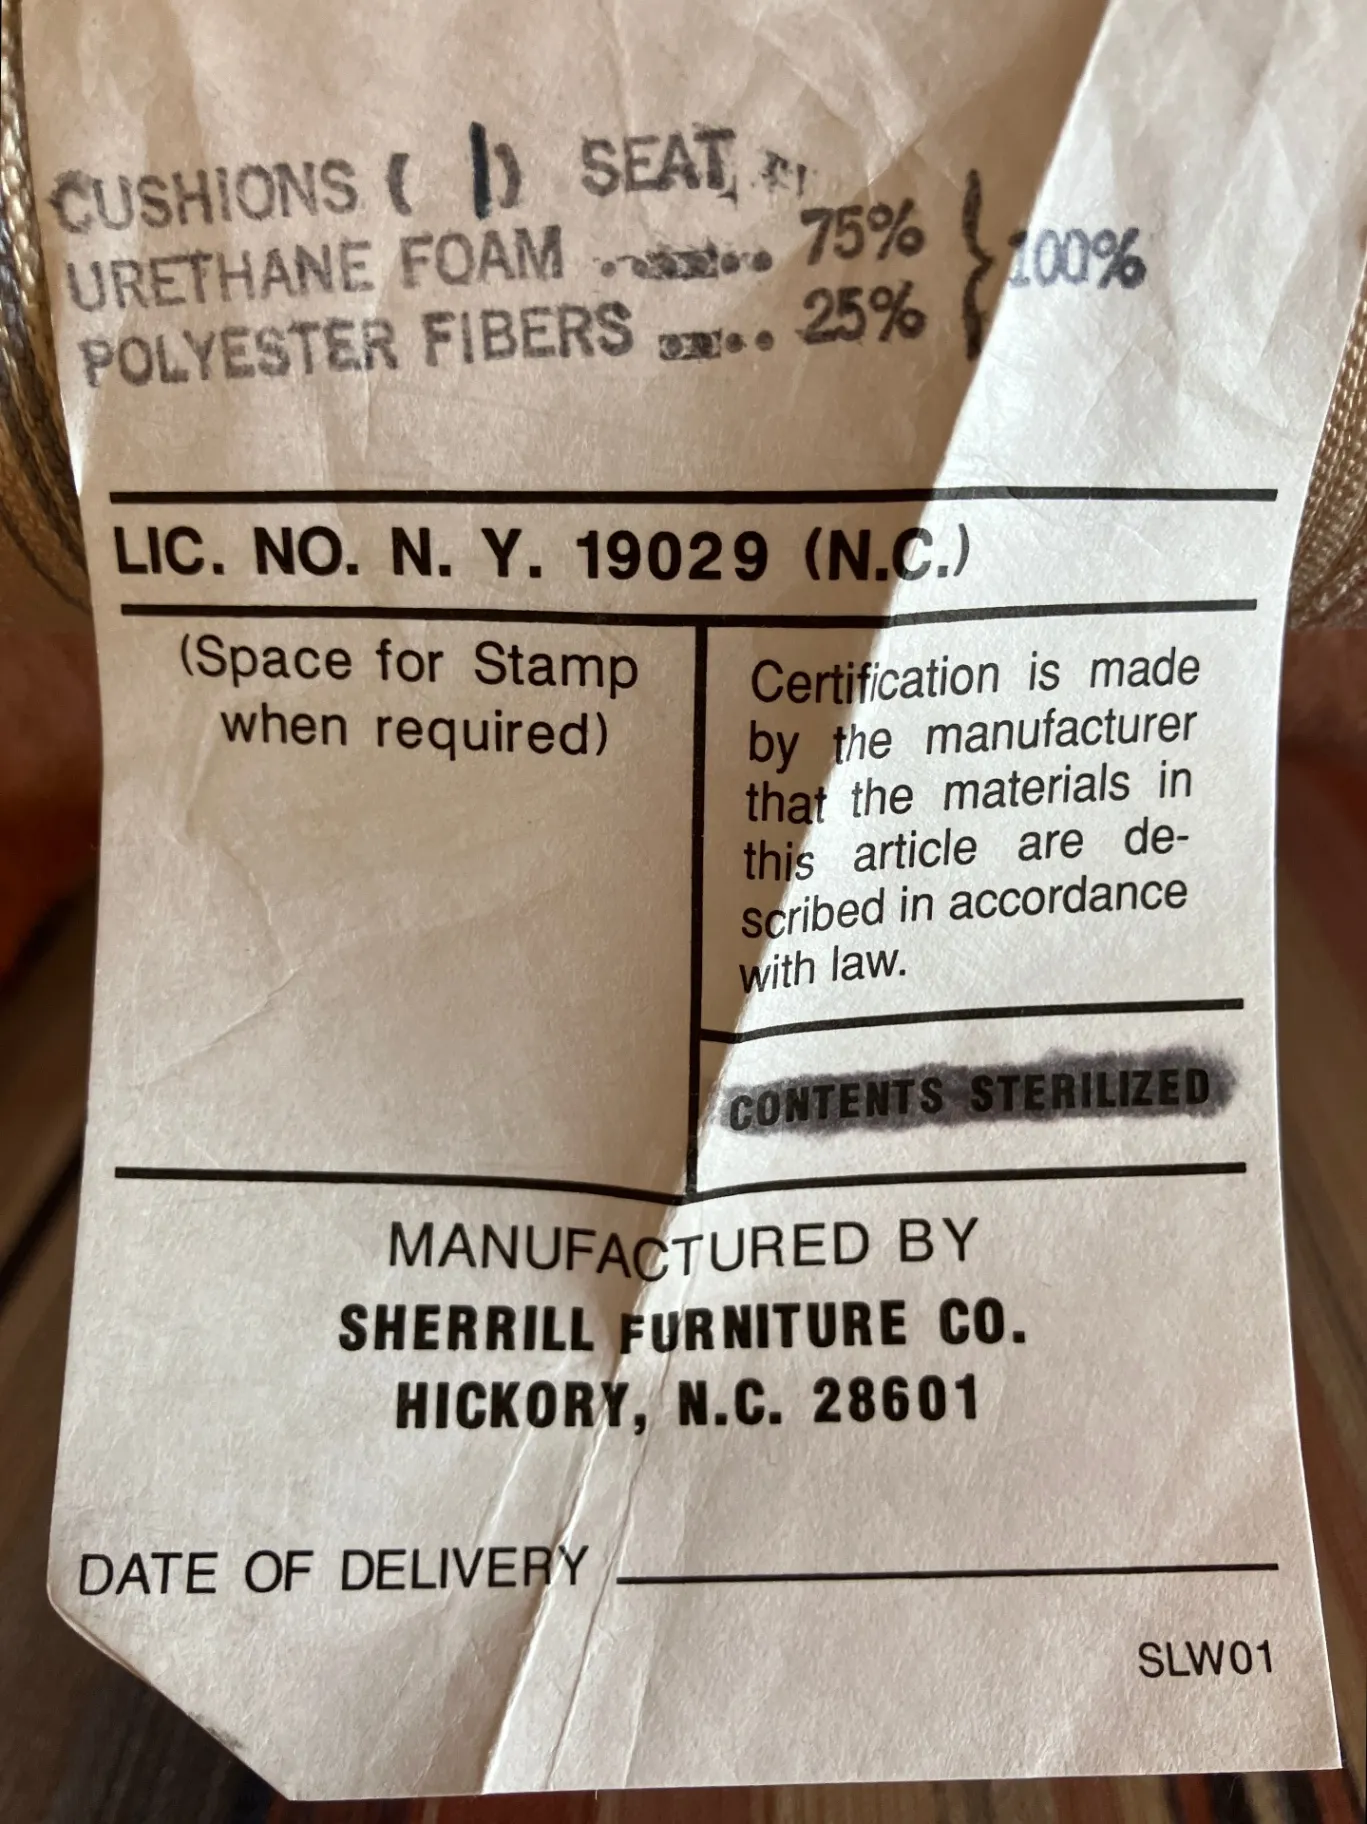 CUSHIONS ( 1 ) SEAT
URETHANE FOAM ........ 75%
POLYESTER FIBERS ...... 25%
100%
LIC. NO. N. Y. 19029 (N.C.)
(Space for Stamp
when required)
Certification is made
by the manufacturer
that the materials in
this article are de-
scribed in accordance
with law.
CONTENTS STERILIZED
MANUFACTURED BY
SHERRILL FURNITURE CO.
HICKORY, N.C. 28601
DATE OF DELIVERY
SLW01